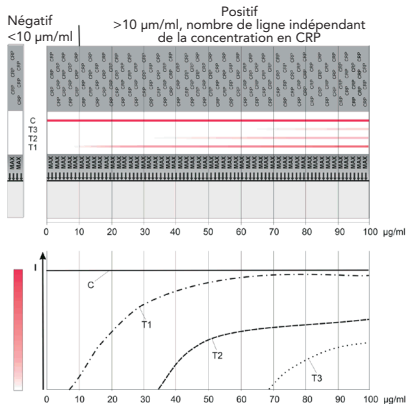 Négatif
<10 µm/ml
Positif
>10 µm/ml, nombre de ligne indépendant
de la concentration en CRP
CRP
C
T3
T2
T1
MAX
0 10 20 30 40 50 60 70 80 90 100 µg/ml
I
C
T1
T2
T3
0 10 20 30 40 50 60 70 80 90 100 µg/ml